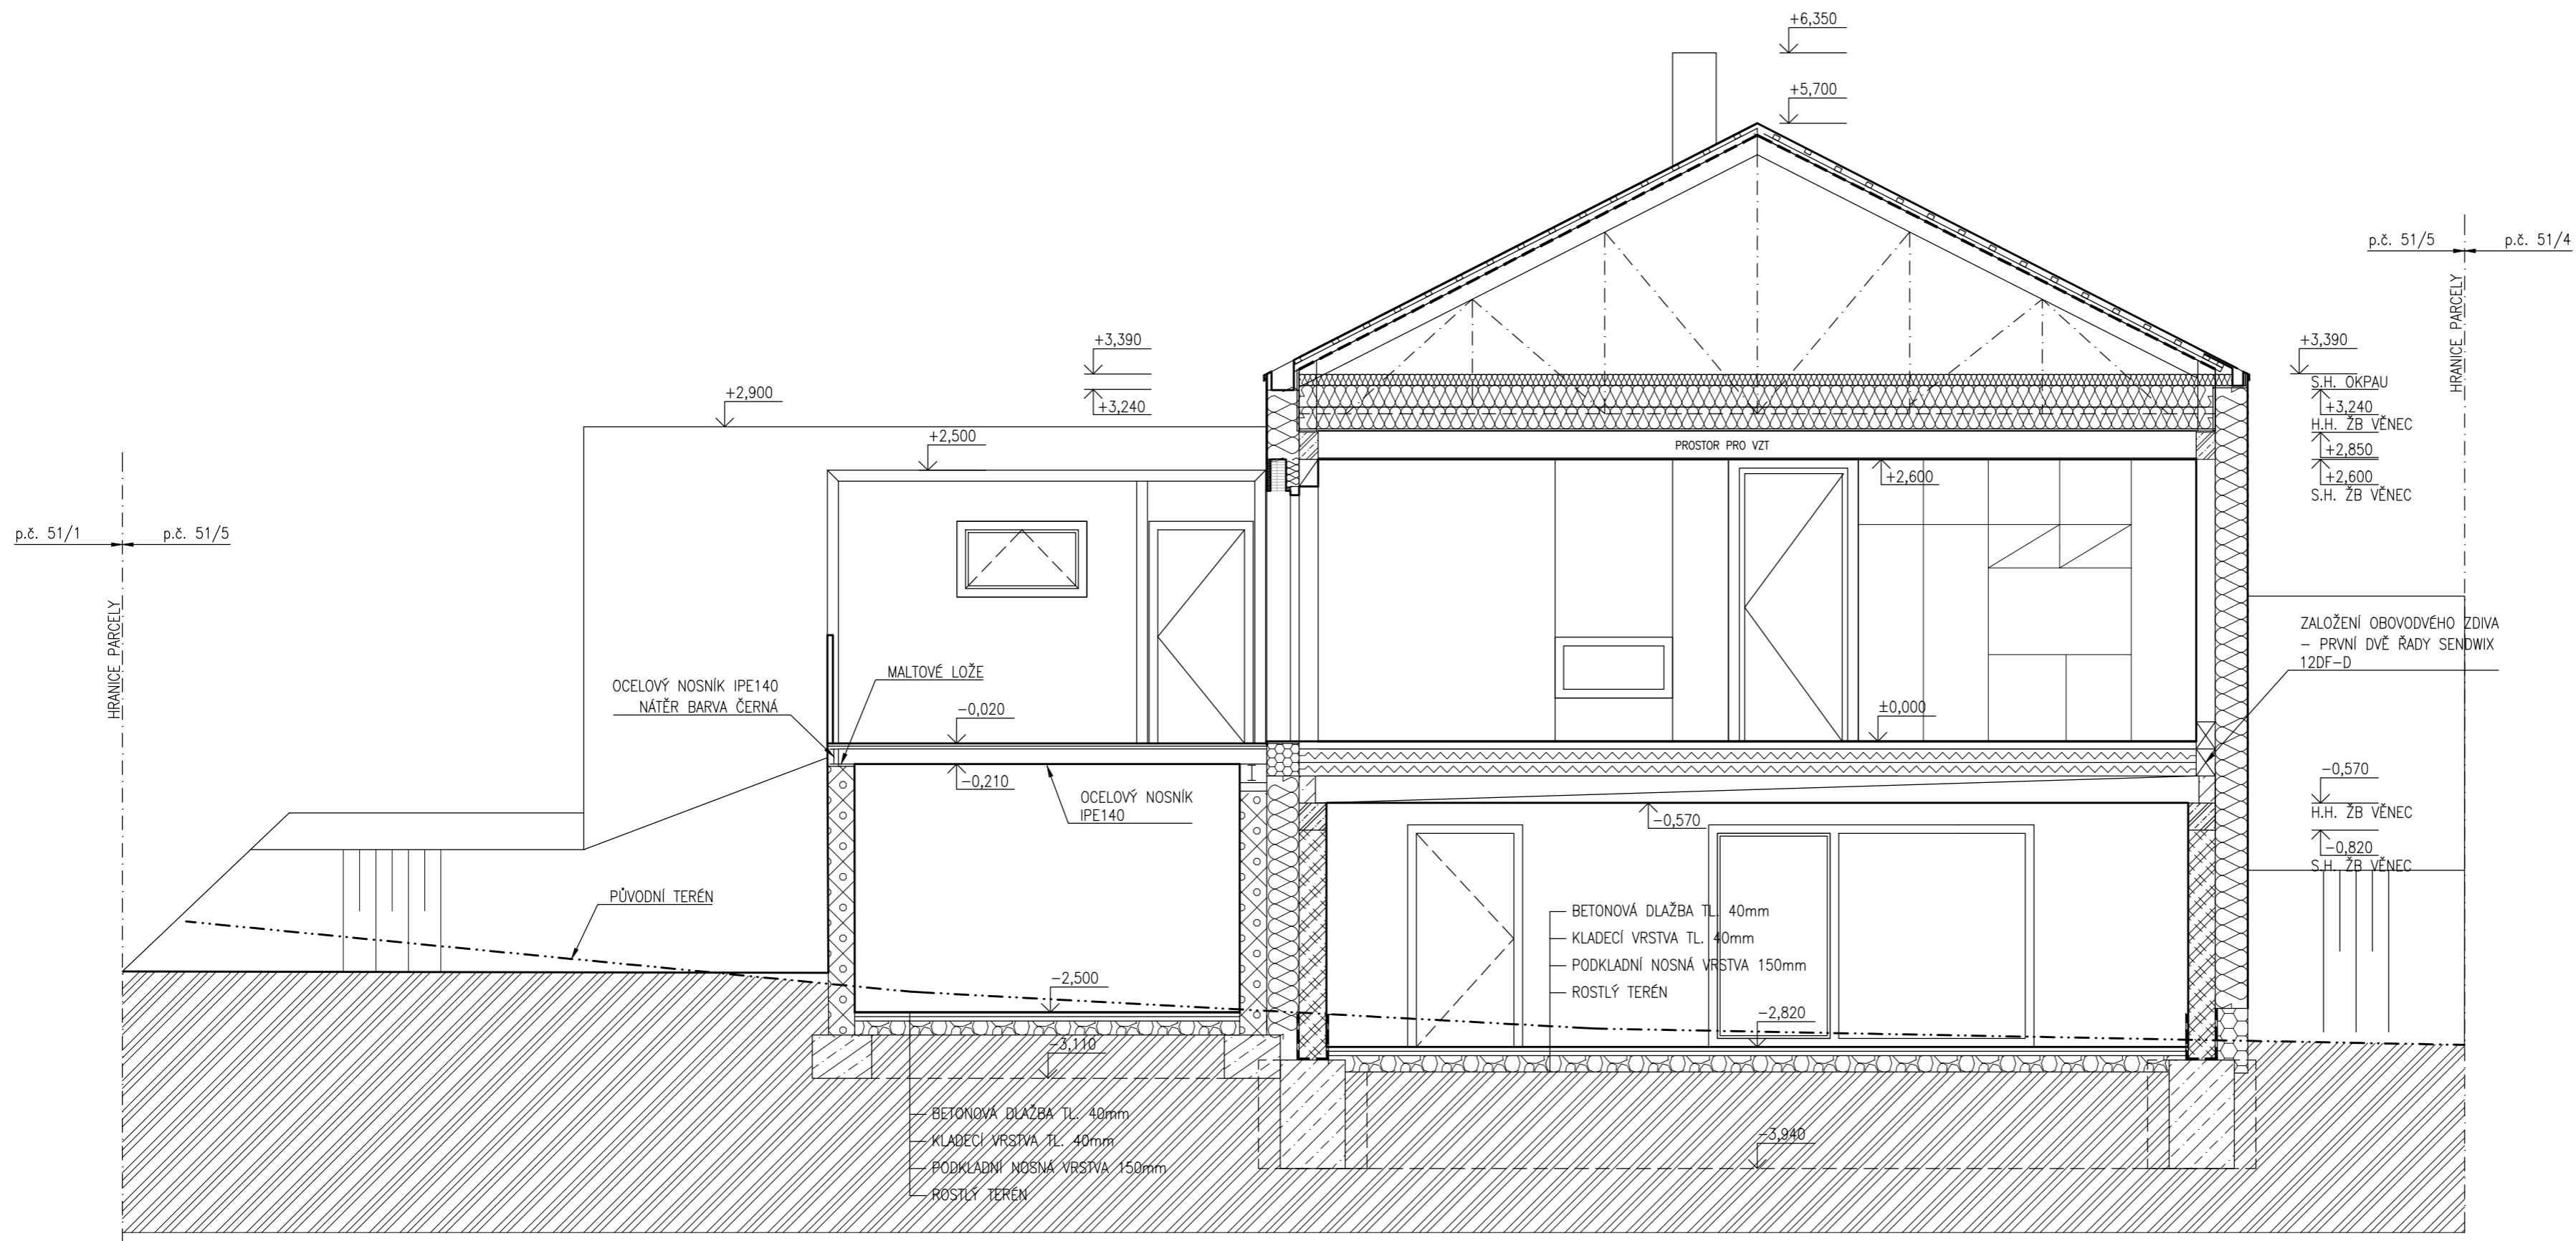 +6,350
+5,700
p.č. 51/5
p.č. 51/4
HRANICE PARCELY
+3,390
+3,240
+3,390
S.H. OKPAU
+3,240
H.H. ŽB VĚNEC
+2,850
+2,600
S.H. ŽB VĚNEC
+2,900
+2,500
PROSTOR PRO VZT
+2,600
p.č. 51/1
p.č. 51/5
HRANICE PARCELY
ZALOŽENÍ OBOVODVÉHO ZDIVA
– PRVNÍ DVĚ ŘADY SENDWIX
12DF–D
MALTOVÉ LOŽE
OCELOVÝ NOSNÍK IPE140
NÁTĚR BARVA ČERNÁ
–0,020
±0,000
–0,210
OCELOVÝ NOSNÍK
IPE140
–0,570
–0,570
H.H. ŽB VĚNEC
–0,820
S.H. ŽB VĚNEC
PŮVODNÍ TERÉN
BETONOVÁ DLAŽBA TL. 40mm
KLADECÍ VRSTVA TL. 40mm
PODKLADNÍ NOSNÁ VRSTVA 150mm
ROSTLÝ TERÉN
–2,500
–2,820
–3,110
BETONOVÁ DLAŽBA TL. 40mm
KLADECÍ VRSTVA TL. 40mm
PODKLADNÍ NOSNÁ VRSTVA 150mm
ROSTLÝ TERÉN
–3,940